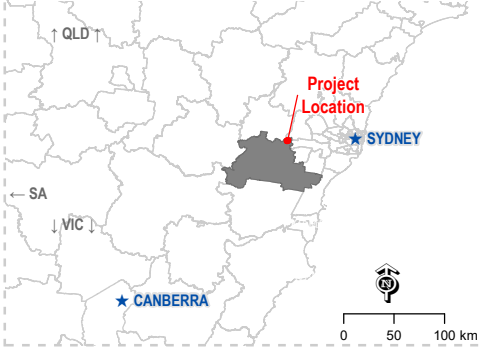 ↑ QLD ↑
Project
Location
SYDNEY
← SA
↓ VIC ↓
N
CANBERRA
0 50 100 km